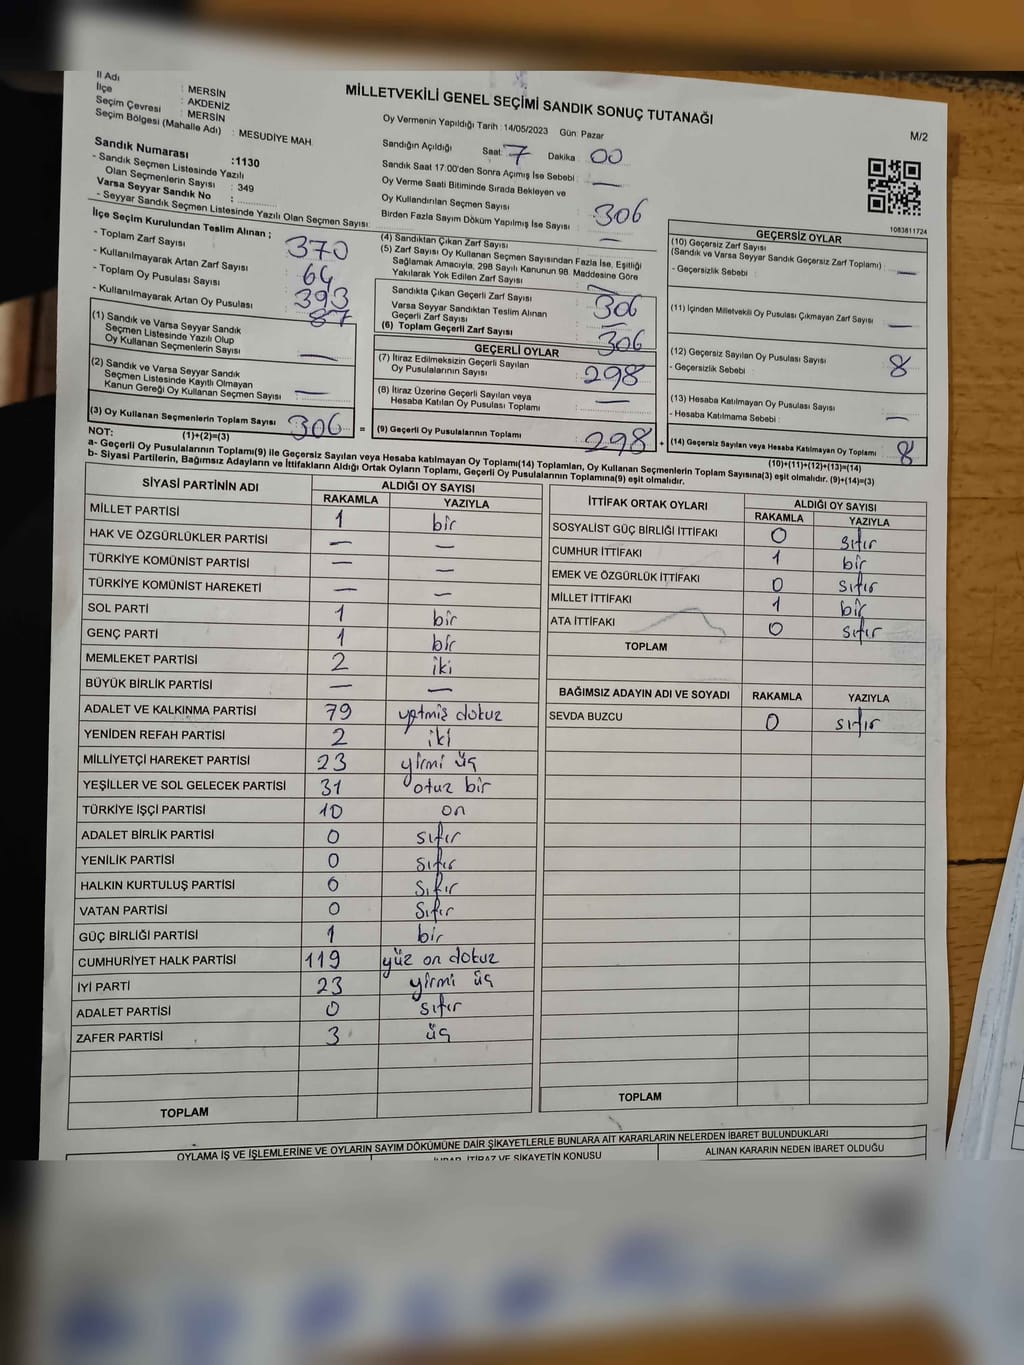 İl Adı : MERSİN
İlçe : AKDENİZ
Seçim Çevresi : MERSİN
Seçim Bölgesi (Mahalle Adı) : MESUDİYE MAH.
MİLLETVEKİLİ GENEL SEÇİMİ SANDIK SONUÇ TUTANAĞI
M/2
Oy Vermenin Yapıldığı Tarih : 14/05/2023 Gün: Pazar
Sandığın Açıldığı Saat 7 Dakika 00
Sandık Saat 17:00'den Sonra Açımış İse Sebebi : —
Oy Verme Saati Bitiminde Sırada Bekleyen ve
Oy Kullandırılan Seçmen Sayısı : 306
Birden Fazla Sayım Döküm Yapılmış İse Sayısı : —
Sandık Numarası :1130
- Sandık Seçmen Listesinde Yazılı
Olan Seçmenlerin Sayısı : 349
Varsa Seyyar Sandık No :
- Seyyar Sandık Seçmen Listesinde Yazılı Olan Seçmen Sayısı:
1083811724
İlçe Seçim Kurulundan Teslim Alınan ;
- Toplam Zarf Sayısı : 370
- Kullanılmayarak Artan Zarf Sayısı : 64
- Toplam Oy Pusulası Sayısı : 393
- Kullanılmayarak Artan Oy Pusulası : 87
(1) Sandık ve Varsa Seyyar Sandık
Seçmen Listesinde Yazılı Olup
Oy Kullanan Seçmenlerin Sayısı : —
(2) Sandık ve Varsa Seyyar Sandık
Seçmen Listesinde Kayıtlı Olmayan
Kanun Gereği Oy Kullanan Seçmen Sayısı : —
(3) Oy Kullanan Seçmenlerin Toplam Sayısı : 306 =
(1)+(2)=(3)
(4) Sandıktan Çıkan Zarf Sayısı
(5) Zarf Sayısı Oy Kullanan Seçmen Sayısından Fazla İse, Eşitliği
Sağlamak Amacıyla, 298 Sayılı Kanunun 98. Maddesine Göre
Yakılarak Yok Edilen Zarf Sayısı : —
Sandıkta Çıkan Geçerli Zarf Sayısı : 306
Varsa Seyyar Sandıktan Teslim Alınan
Geçerli Zarf Sayısı : —
(6) Toplam Geçerli Zarf Sayısı : 306
GEÇERLİ OYLAR
(7) İtiraz Edilmeksizin Geçerli Sayılan
Oy Pusulalarının Sayısı : 298
(8) İtiraz Üzerine Geçerli Sayılan veya
Hesaba Katılan Oy Pusulası Toplamı : —
(9) Geçerli Oy Pusulalarının Toplamı : 298 +
GEÇERSİZ OYLAR
(10) Geçersiz Zarf Sayısı
(Sandık ve Varsa Seyyar Sandık Geçersiz Zarf Toplamı) : —
- Geçersizlik Sebebi :
(11) İçinden Milletvekili Oy Pusulası Çıkmayan Zarf Sayısı : —
(12) Geçersiz Sayılan Oy Pusulası Sayısı : 8
- Geçersizlik Sebebi :
(13) Hesaba Katılmayan Oy Pusulası Sayısı : —
- Hesaba Katılmama Sebebi :
(14) Geçersiz Sayılan veya Hesaba Katılmayan Oy Toplamı : 8
(10)+(11)+(12)+(13)=(14)
NOT:
a- Geçerli Oy Pusulalarının Toplamı(9) ile Geçersiz Sayılan veya Hesaba katılmayan Oy Toplamı(14) Toplamları, Oy Kullanan Seçmenlerin Toplam Sayısına(3) eşit olmalıdır. (9)+(14)=(3)
b- Siyasi Partilerin, Bağımsız Adayların ve İttifakların Aldığı Ortak Oyların Toplamı, Geçerli Oy Pusulalarının Toplamına(9) eşit olmalıdır.
SİYASİ PARTİNİN ADI ALDIĞI OY SAYISI
RAKAMLA YAZIYLA
MİLLET PARTİSİ 1 bir
HAK VE ÖZGÜRLÜKLER PARTİSİ — —
TÜRKİYE KOMÜNİST PARTİSİ — —
TÜRKİYE KOMÜNİST HAREKETİ — —
SOL PARTİ 1 bir
GENÇ PARTİ 1 bir
MEMLEKET PARTİSİ 2 iki
BÜYÜK BİRLİK PARTİSİ — —
ADALET VE KALKINMA PARTİSİ 79 yetmiş dokuz
YENİDEN REFAH PARTİSİ 2 iki
MİLLİYETÇİ HAREKET PARTİSİ 23 yirmi üç
YEŞİLLER VE SOL GELECEK PARTİSİ 31 otuz bir
TÜRKİYE İŞÇİ PARTİSİ 10 on
ADALET BİRLİK PARTİSİ 0 sıfır
YENİLİK PARTİSİ 0 sıfır
HALKIN KURTULUŞ PARTİSİ 0 sıfır
VATAN PARTİSİ 0 sıfır
GÜÇ BİRLİĞİ PARTİSİ 1 bir
CUMHURİYET HALK PARTİSİ 119 yüz on dokuz
İYİ PARTİ 23 yirmi üç
ADALET PARTİSİ 0 sıfır
ZAFER PARTİSİ 3 üç
TOPLAM
İTTİFAK ORTAK OYLARI ALDIĞI OY SAYISI
RAKAMLA YAZIYLA
SOSYALİST GÜÇ BİRLİĞİ İTTİFAKI 0 sıfır
CUMHUR İTTİFAKI 1 bir
EMEK VE ÖZGÜRLÜK İTTİFAKI 0 sıfır
MİLLET İTTİFAKI 1 bir
ATA İTTİFAKI 0 sıfır
TOPLAM
BAĞIMSIZ ADAYIN ADI VE SOYADI RAKAMLA YAZIYLA
SEVDA BUZCU 0 sıfır
TOPLAM
OYLAMA İŞ VE İŞLEMLERİNE VE OYLARIN SAYIM DÖKÜMÜNE DAİR ŞİKAYETLERLE BUNLARA AİT KARARLARIN NELERDEN İBARET BULUNDUKLARI
İTİRAZ VE ŞİKAYETİN KONUSU
ALINAN KARARIN NEDEN İBARET OLDUĞU